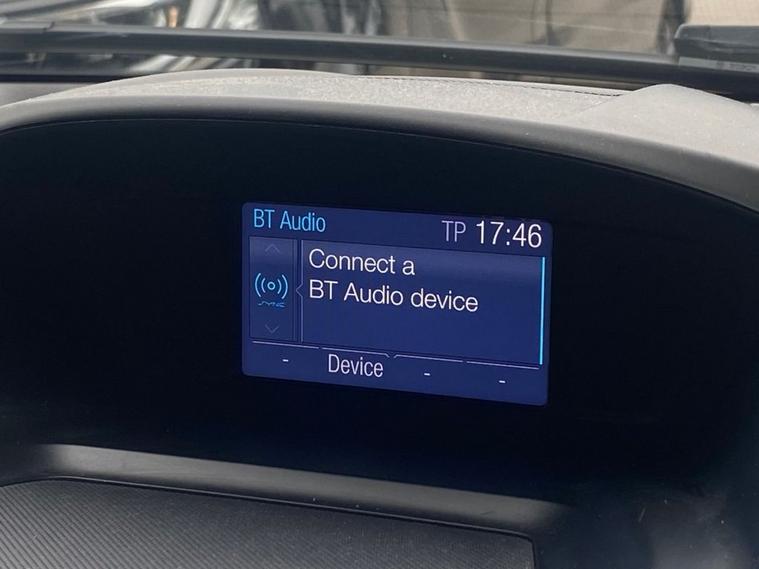 BT Audio
TP 17:46
Connect a
BT Audio device
- Device - -